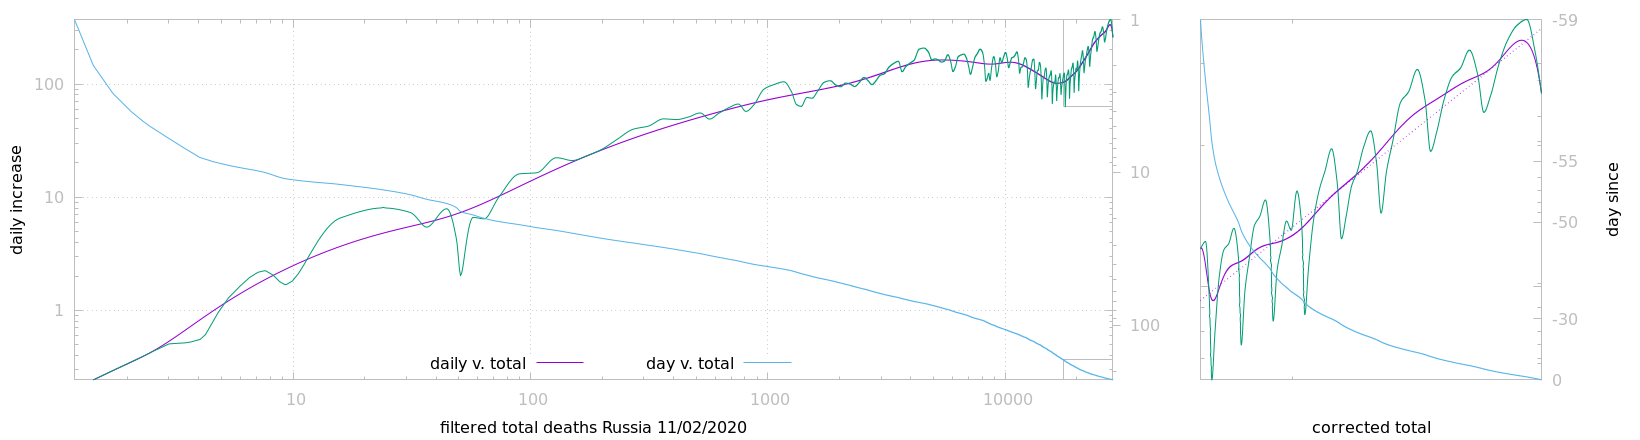 daily increase
100
10
1
daily v. total
day v. total
10
100
1000
10000
filtered total deaths Russia 11/02/2020
1
10
100
-59
-55
-50
-30
0
day since
corrected total